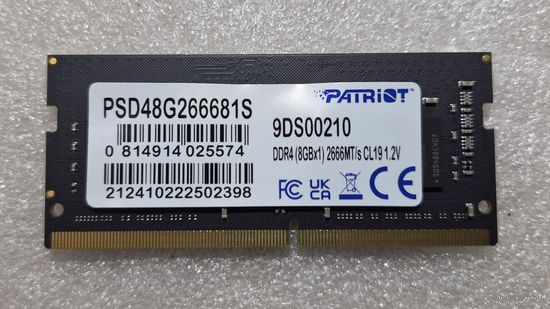 PATRIOT
PSD48G266681S
9DS00210
0 814914 025574
DDR4 (8GBx1) 2666MT/s CL19 1.2V
FC UK CA CE
212410222502398